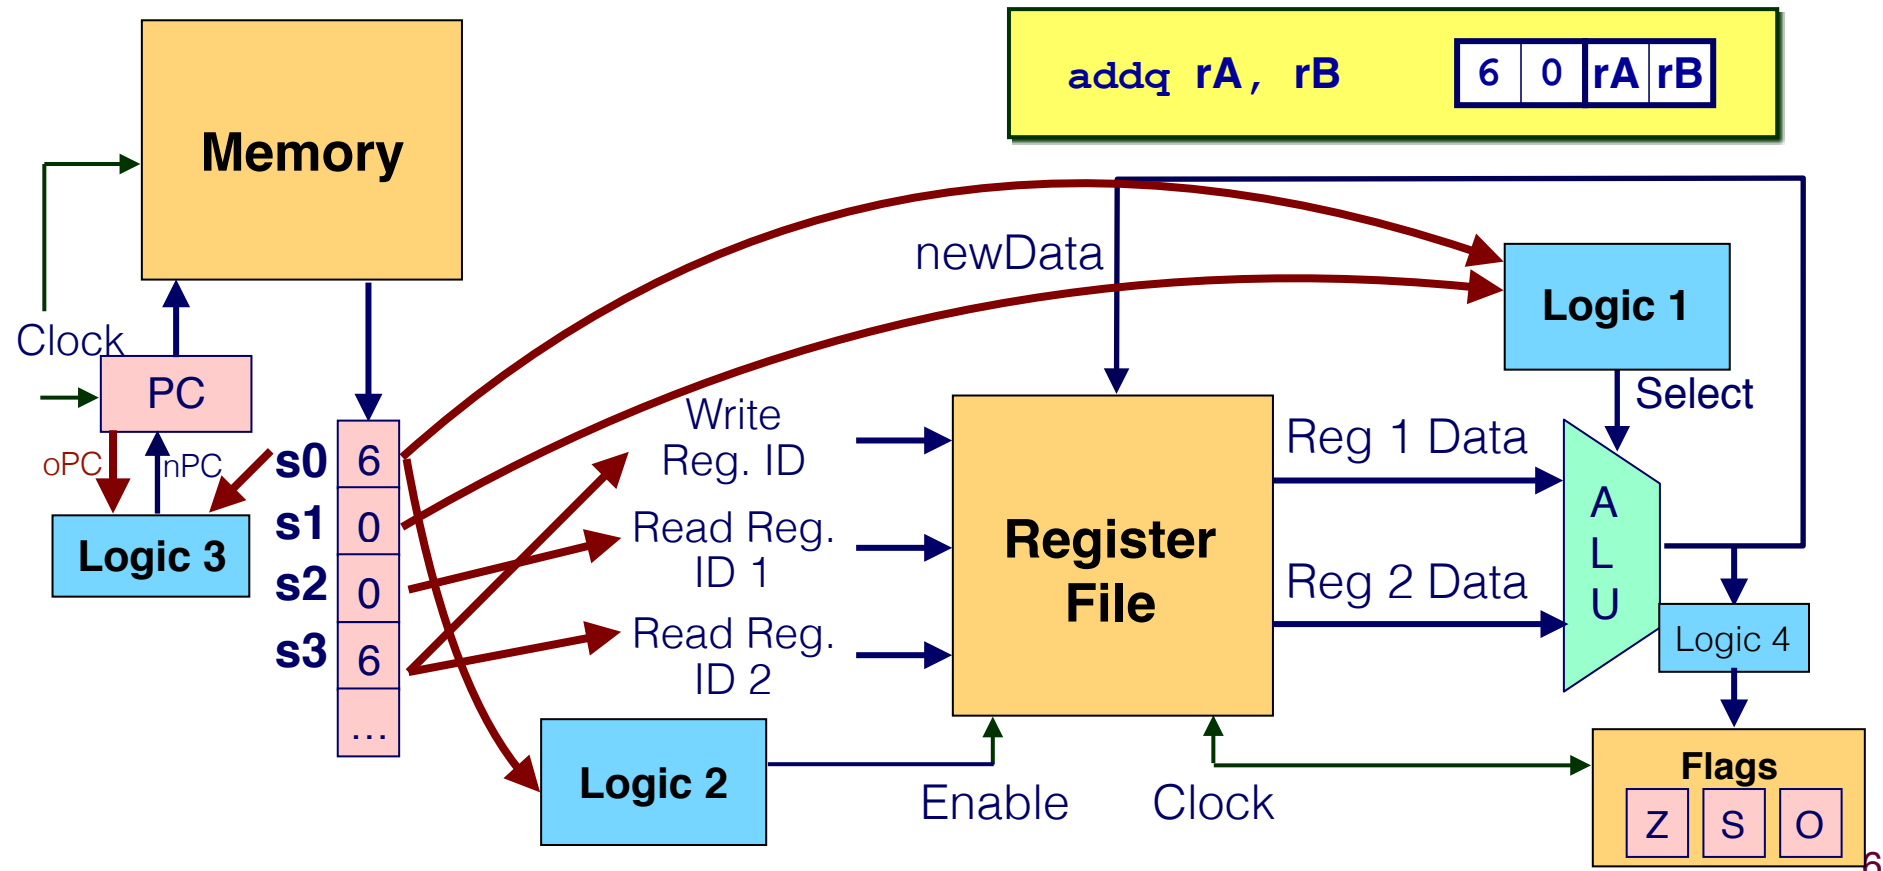 addq rA, rB
6 0 rA rB
Memory
newData
Logic 1
Clock
PC
Select
Write
Reg. ID
Reg 1 Data
oPC
nPC
s0 6
s1 0
s2 0
s3 6
...
Logic 3
Read Reg.
ID 1
Register
File
A
L
U
Reg 2 Data
Read Reg.
ID 2
Logic 4
Logic 2
Enable
Clock
Flags
Z S O
6